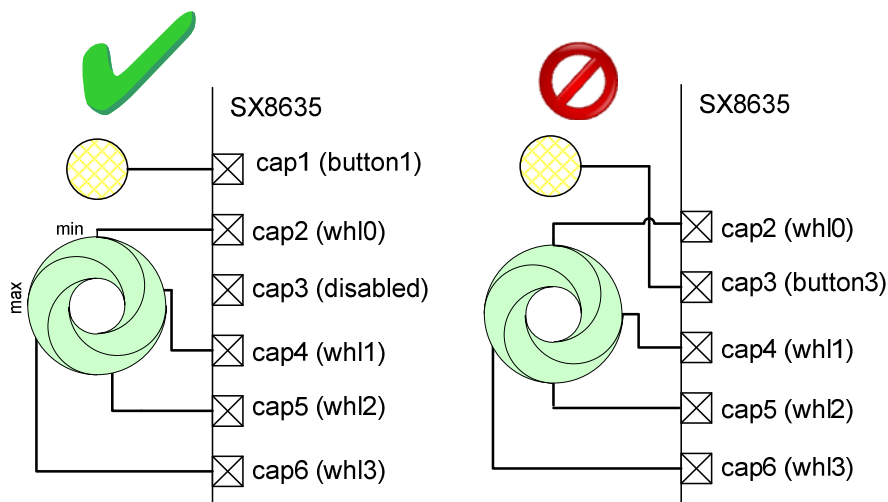 SX8635
cap1 (button1)
min
cap2 (whl0)
max
cap3 (disabled)
cap4 (whl1)
cap5 (whl2)
cap6 (whl3)
SX8635
cap2 (whl0)
cap3 (button3)
cap4 (whl1)
cap5 (whl2)
cap6 (whl3)